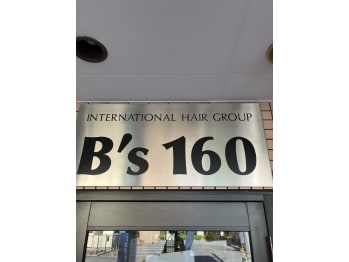 INTERNATIONAL HAIR GROUP
B's 160